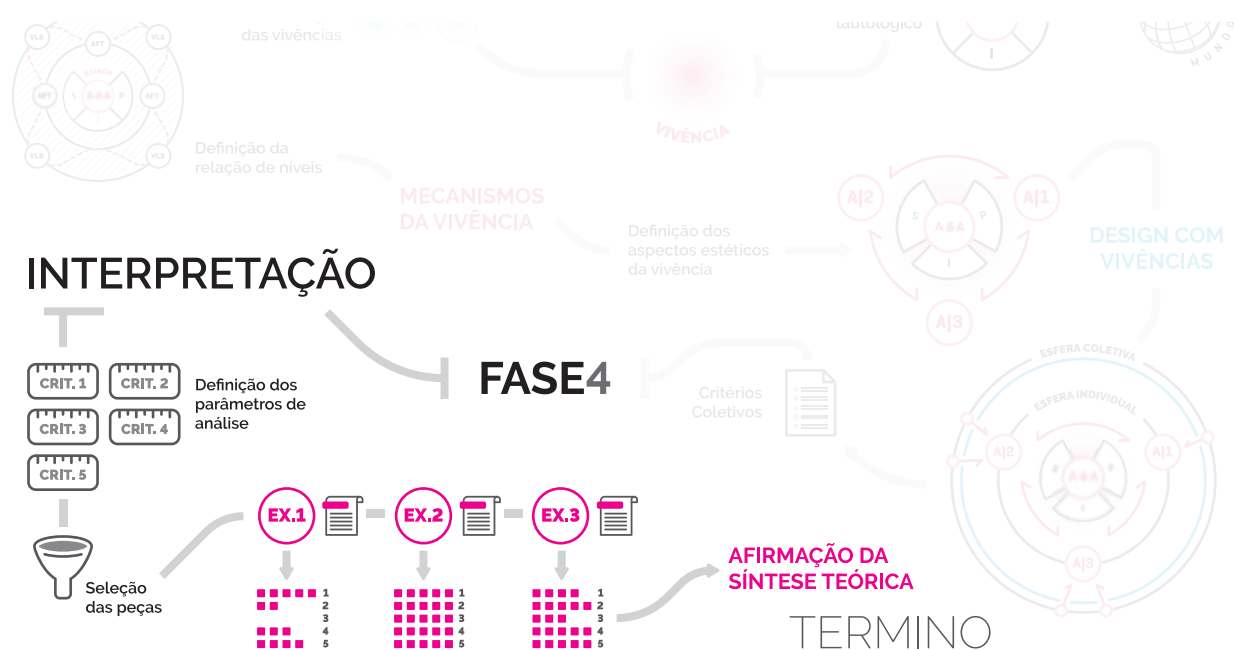 das vivências
tautológico
MUNDO
VLS
VLS
AFT
KAIROS
AFT
S
A
A
P
AFT
I
VLS
VLS
I
VIVÊNCIA
Definição da
relação de níveis
MECANISMOS
DA VIVÊNCIA
Definição dos
aspectos estéticos
da vivência
A|2
A|1
S
P
A
A
I
A|3
DESIGN COM
VIVÊNCIAS
INTERPRETAÇÃO
FASE4
CRIT. 1
CRIT. 2
CRIT. 3
CRIT. 4
CRIT. 5
Definição dos
parâmetros de
análise
Critérios
Coletivos
ESFERA COLETIVA
ESFERA INDIVIDUAL
A|2
A|1
A|3
Seleção
das peças
EX.1
EX.2
EX.3
1
2
3
4
5
1
2
3
4
5
1
2
3
4
5
AFIRMAÇÃO DA
SÍNTESE TEÓRICA
TERMINO